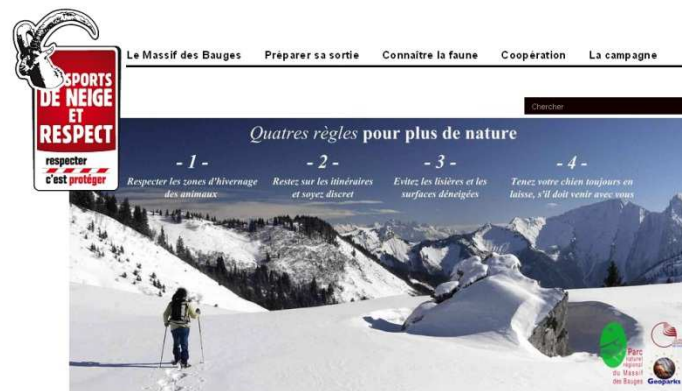 SPORTS
DE NEIGE
ET
RESPECT
respecter
c'est protéger
Le Massif des Bauges Préparer sa sortie Connaître la faune Coopération La campagne
Chercher
Quatres règles pour plus de nature
- 1 - - 2 - - 3 - - 4 -
Respecter les zones d'hivernage Restez sur les itinéraires Evitez les lisières et les Tenez votre chien toujours en
des animaux et soyez discret surfaces déneigées laisse, s'il doit venir avec vous
Parc
naturel
régional
du Massif
des Bauges Geoparks